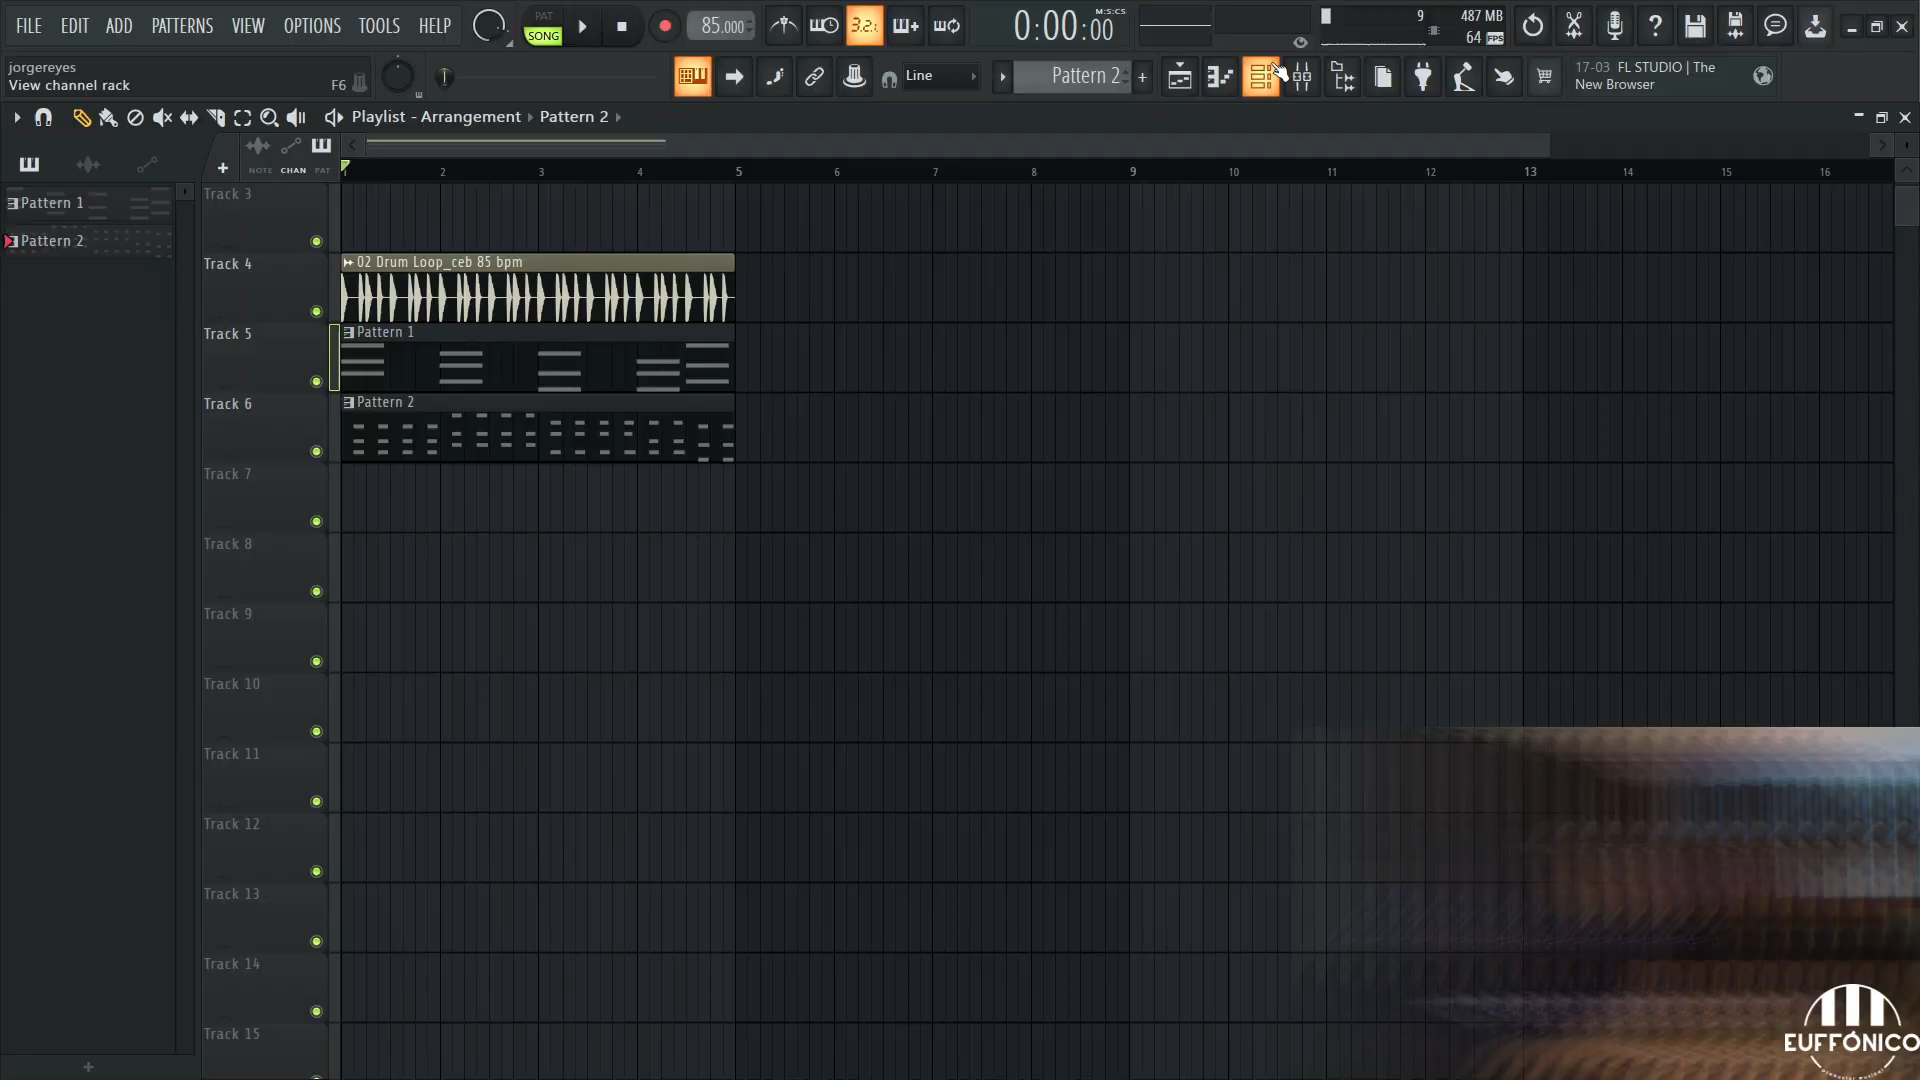 FILE EDIT ADD PATTERNS VIEW OPTIONS TOOLS HELP
PAT
SONG
85.000
3.2.
0:00:00
M:S:CS
9
487 MB
64
FPS
jorgereyes
View channel rack
F6
Line
Pattern 2
17-03 FL STUDIO | The
New Browser
Playlist - Arrangement Pattern 2
NOTE CHAN PAT
1 2 3 4 5 6 7 8 9 10 11 12 13 14 15 16
Pattern 1
Pattern 2
Track 3
Track 4
02 Drum Loop_ceb 85 bpm
Track 5
Pattern 1
Track 6
Pattern 2
Track 7
Track 8
Track 9
Track 10
Track 11
Track 12
Track 13
Track 14
Track 15
EUFFÓNICO